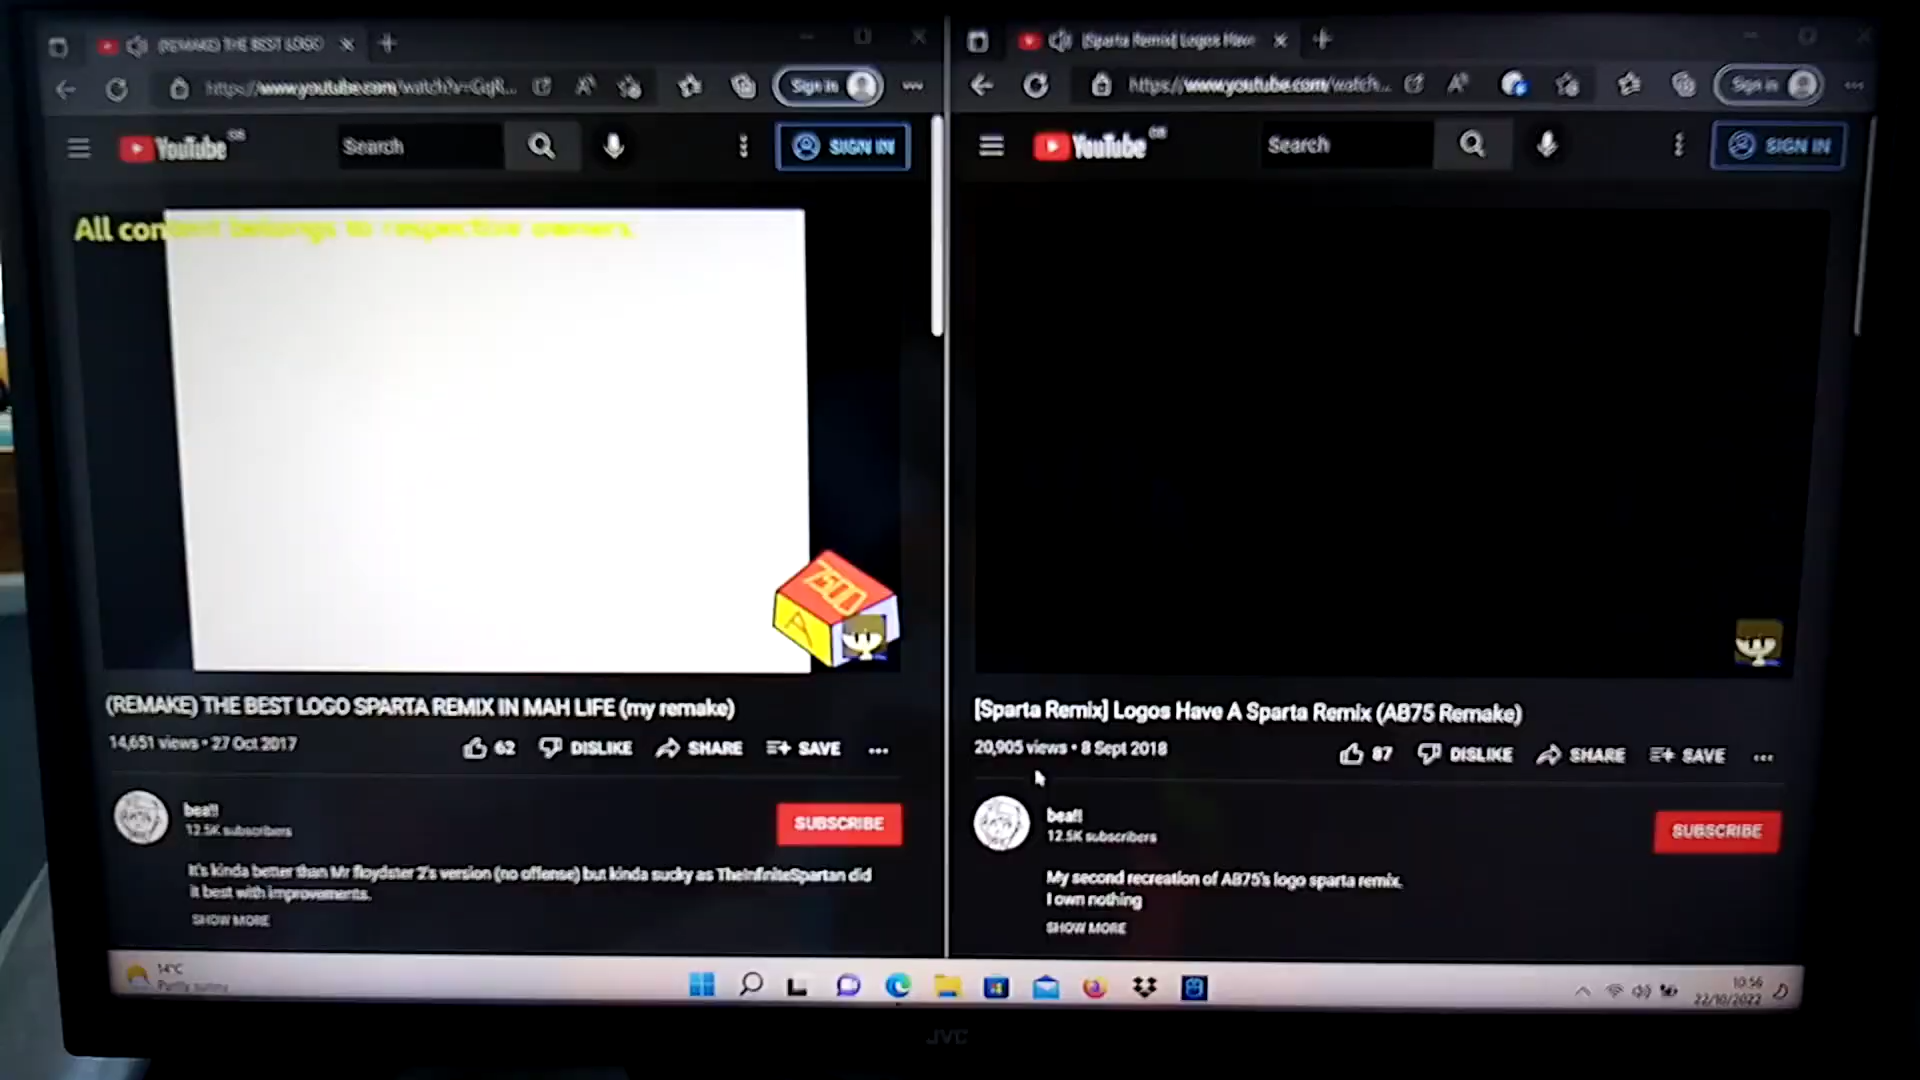 (REMAKE) THE BEST LOGO
https://www.youtube.com/watch?v=GqR...
Sign in
YouTube GB
Search
SIGN IN
All content belongs to respective owners.
7500
A
(REMAKE) THE BEST LOGO SPARTA REMIX IN MAH LIFE (my remake)
14,651 views • 27 Oct 2017
62 DISLIKE SHARE SAVE ...
bea!!
12.5K subscribers
SUBSCRIBE
It's kinda better than Mr floydster 2's version (no offense) but kinda sucky as TheInfiniteSpartan did
it best with improvements.
SHOW MORE
[Sparta Remix] Logos Have
https://www.youtube.com/watch...
Sign in
YouTube GB
Search
SIGN IN
[Sparta Remix] Logos Have A Sparta Remix (AB75 Remake)
20,905 views • 8 Sept 2018
87 DISLIKE SHARE SAVE ...
bea!!
12.5K subscribers
SUBSCRIBE
My second recreation of AB75's logo sparta remix.
I own nothing
SHOW MORE
14°C
Partly sunny
10:56
22/10/2022
JVC